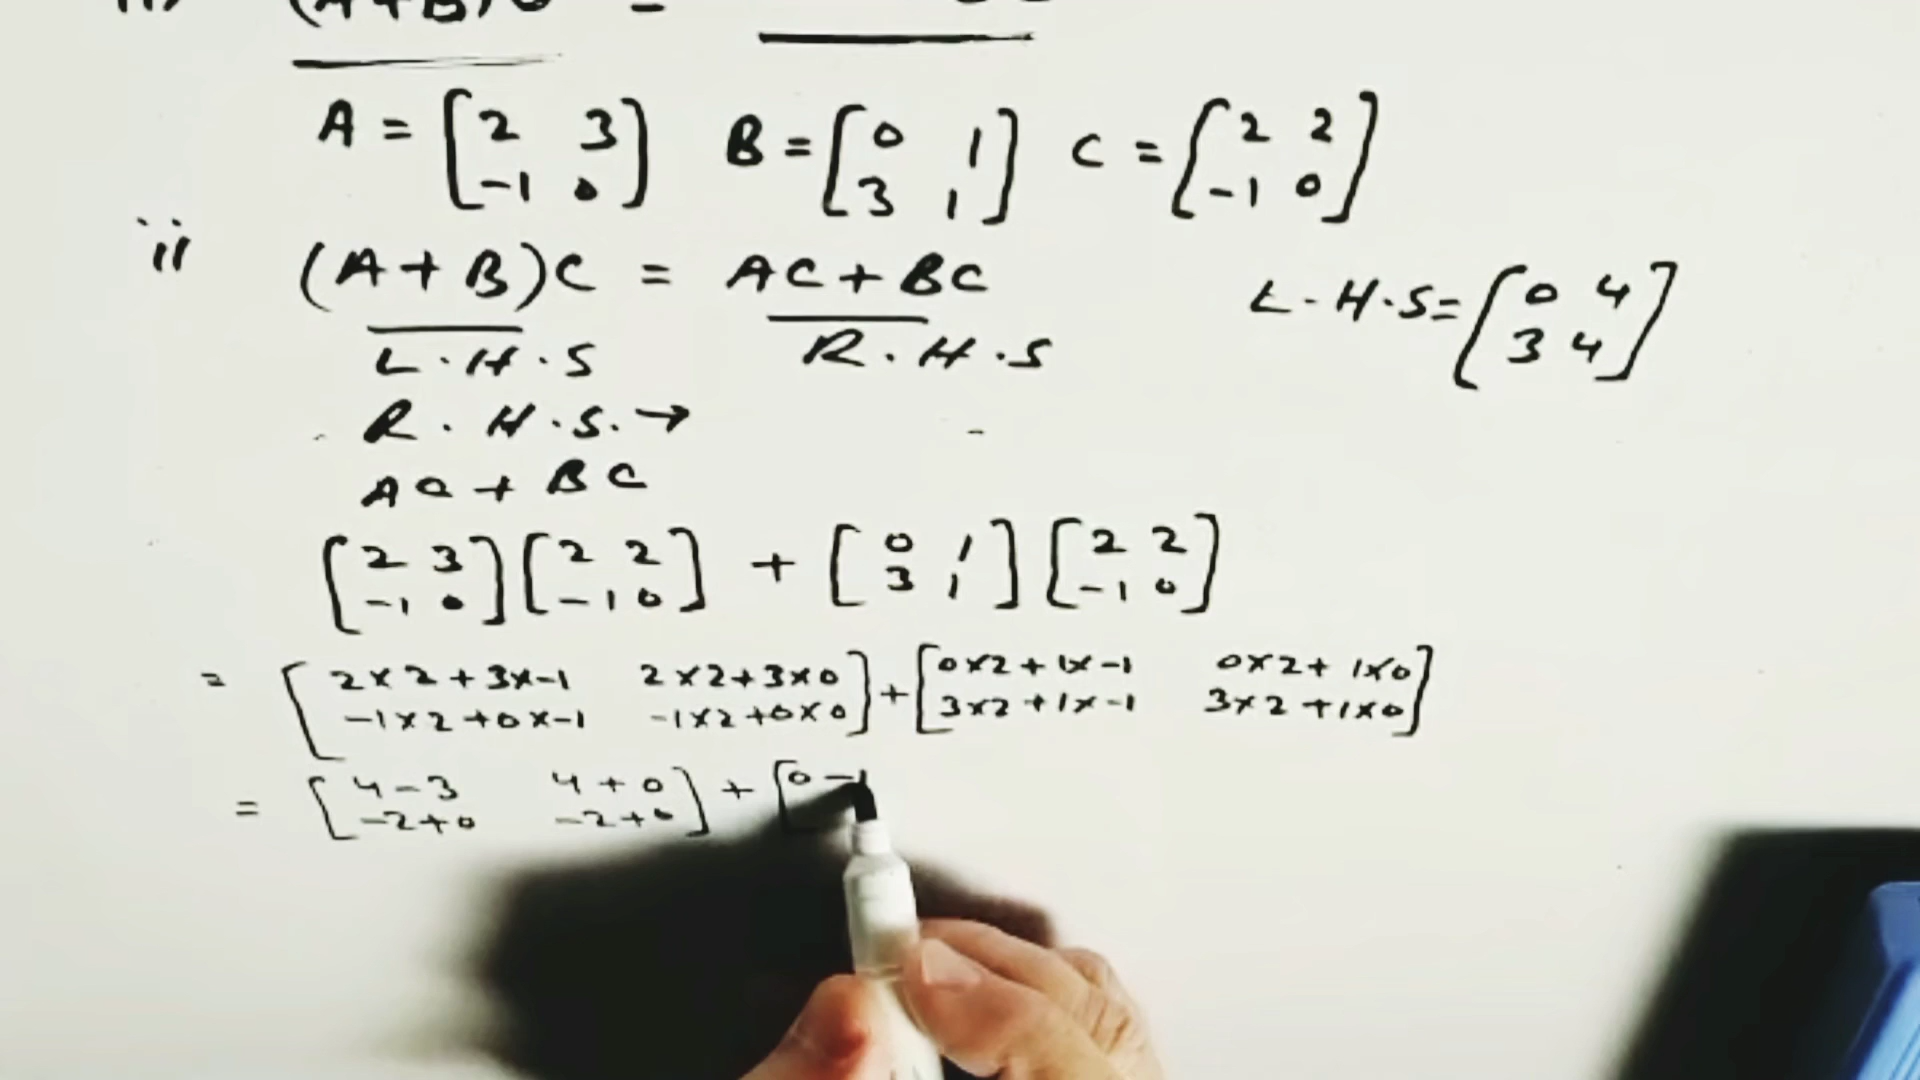 A = [2 3 B = [0 1] C = [2 2]
-1 0] 3 1] -1 0]
ii (A+B)C = AC + BC
L.H.S R.H.S
L.H.S = [0 4
3 4]
R.H.S. →
AC + BC
[2 3 [2 2 + [0 1 [2 2
-1 0] -1 0] 3 1] -1 0]
= [2×2+3×-1 2×2+3×0] + [0×2+1×-1 0×2+1×0]
-1×2+0×-1 -1×2+0×0 3×2+1×-1 3×2+1×0
= [4-3 4+0] + [0-1
-2+0 -2+0